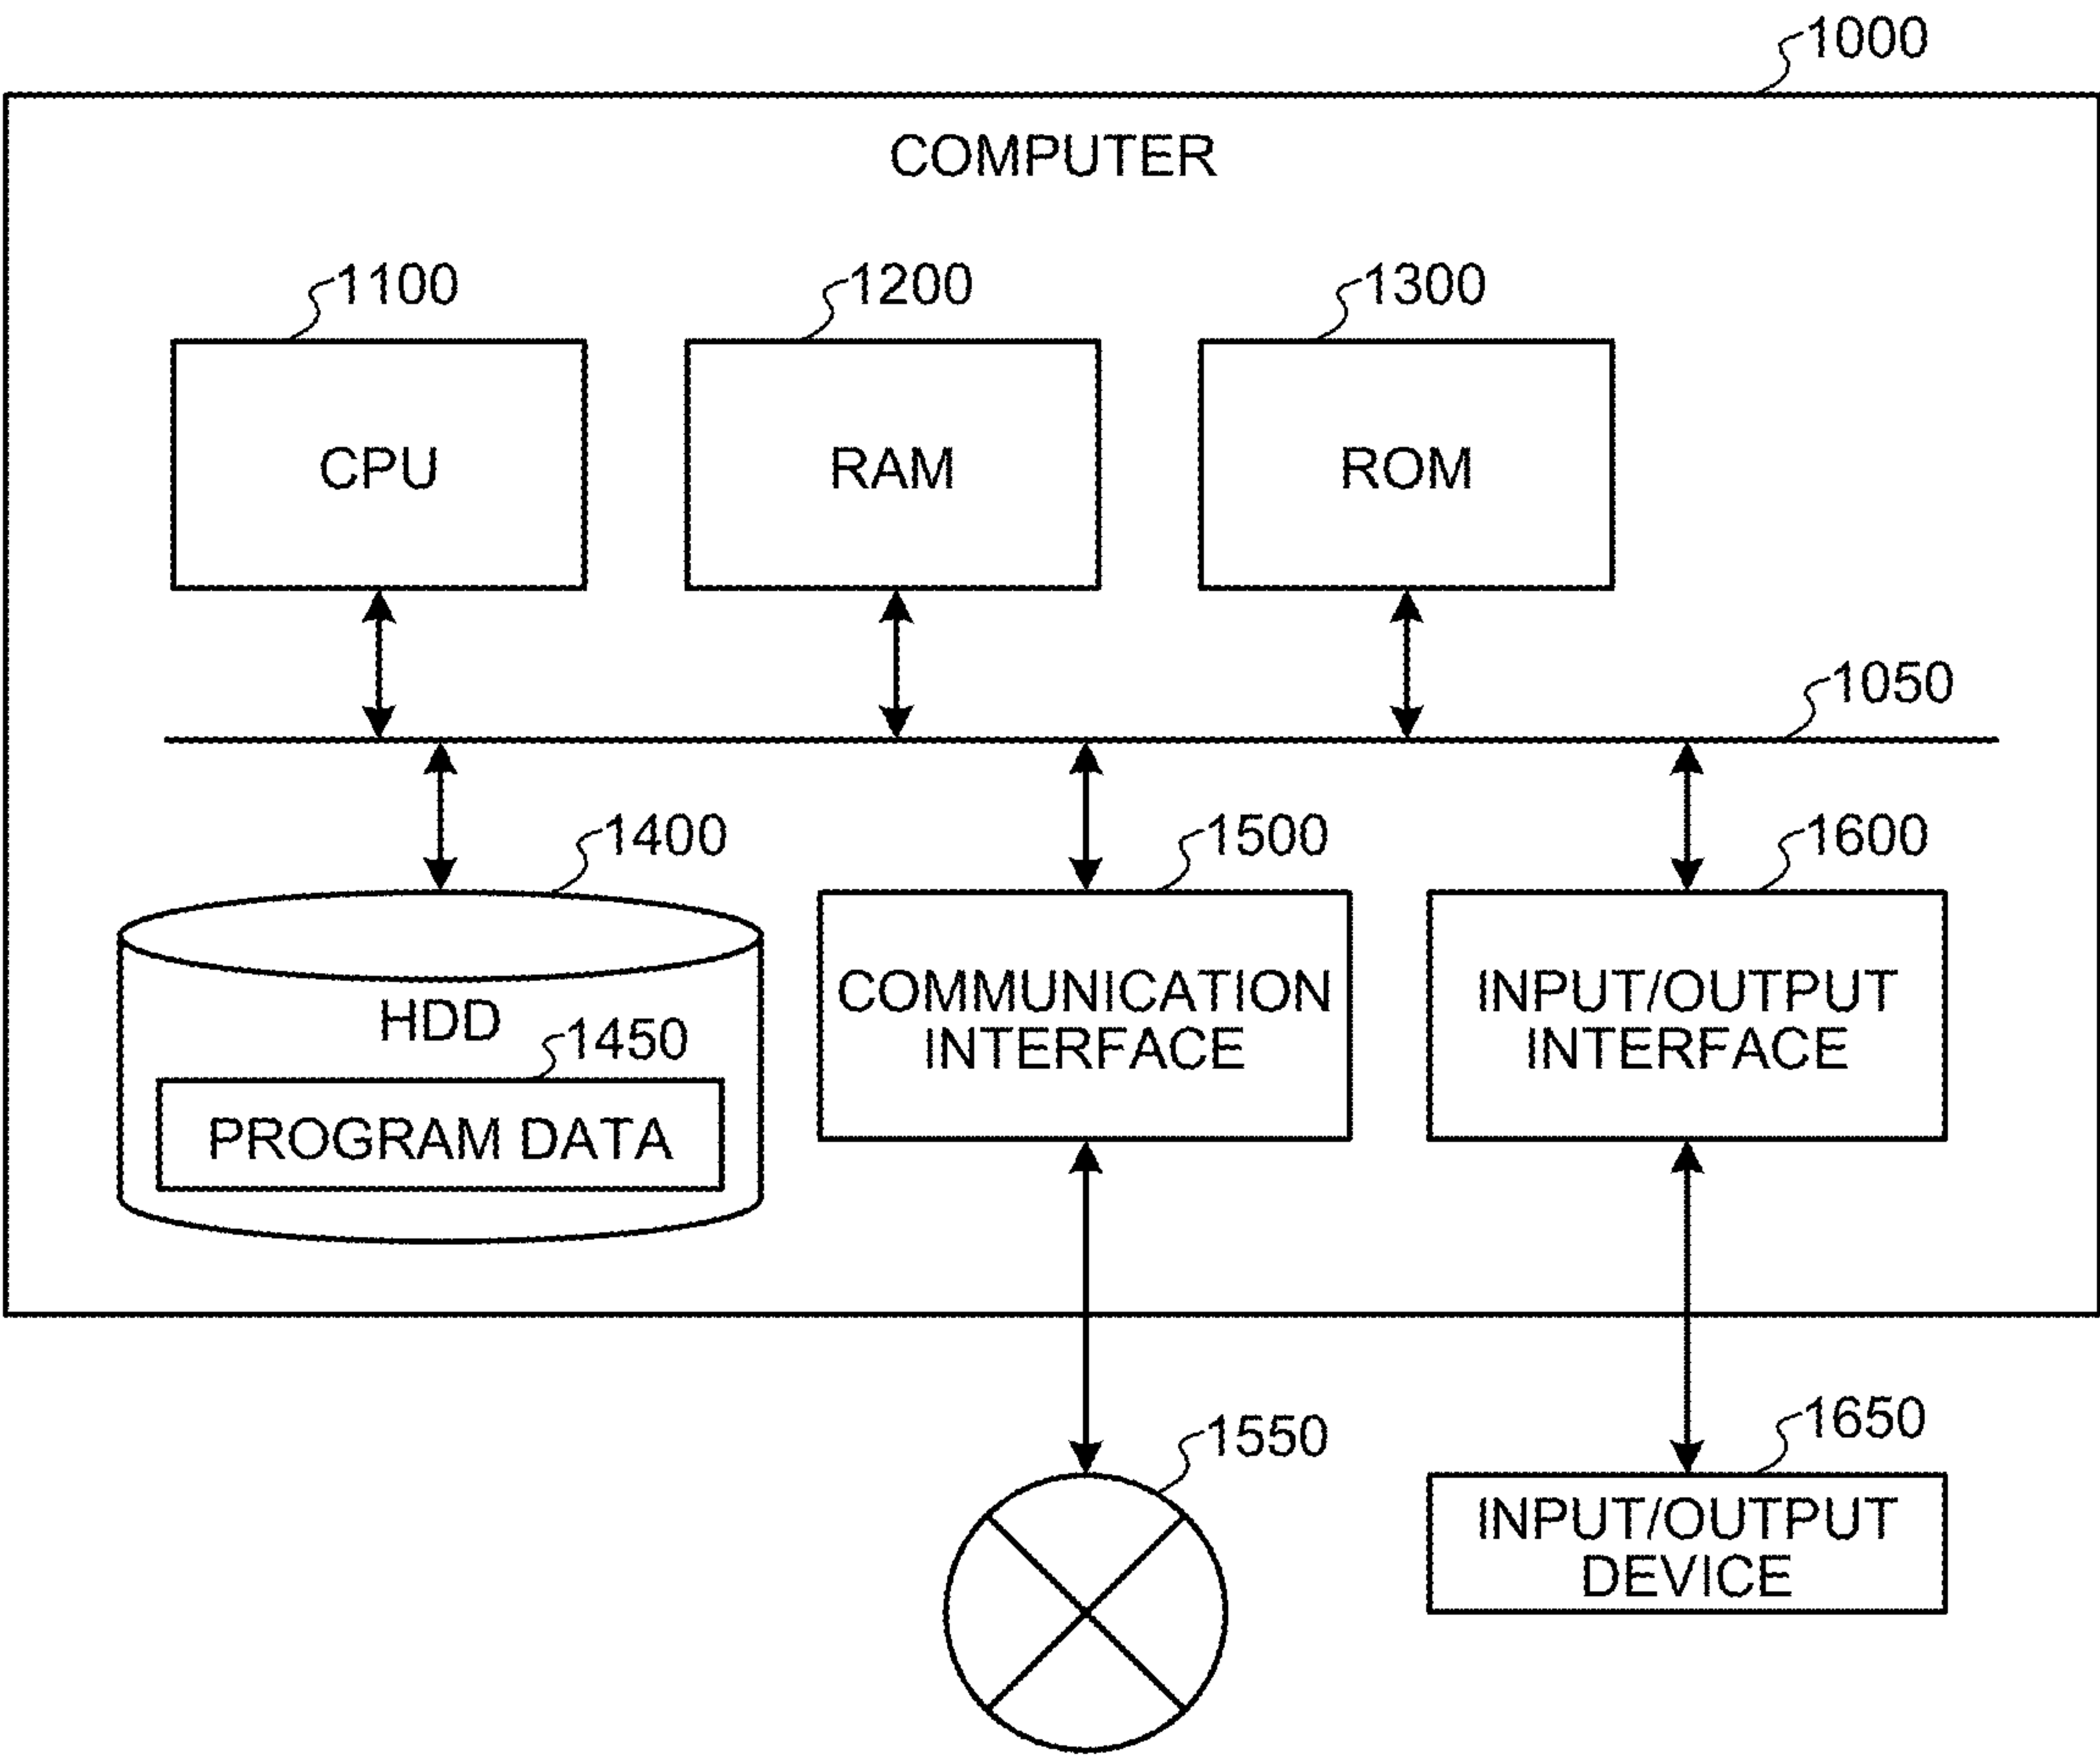 1000
COMPUTER
1100
1200
1300
CPU
RAM
ROM
1050
1400
1500
1600
HDD
1450
PROGRAM DATA
COMMUNICATION
INTERFACE
INPUT/OUTPUT
INTERFACE
1550
1650
INPUT/OUTPUT
DEVICE